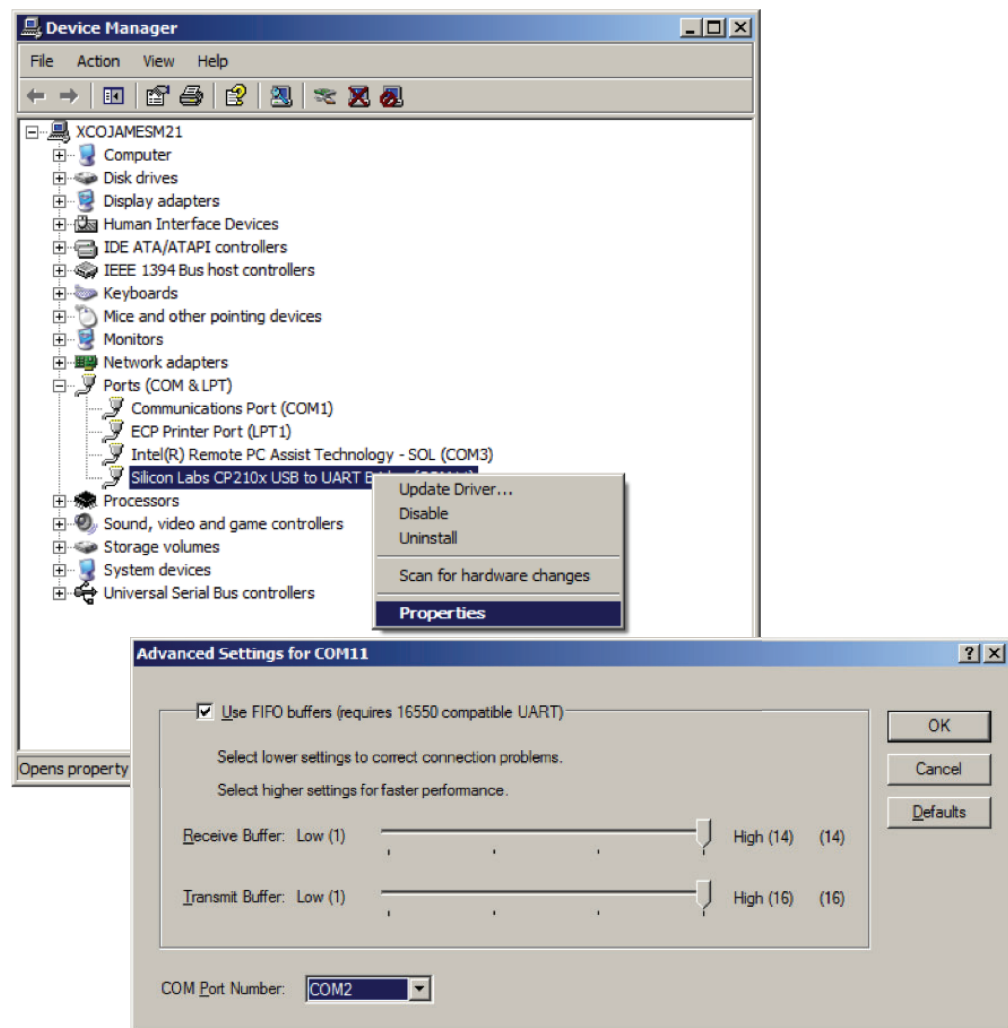 Device Manager
File Action View Help
XCOJAMESM21
Computer
Disk drives
Display adapters
Human Interface Devices
IDE ATA/ATAPI controllers
IEEE 1394 Bus host controllers
Keyboards
Mice and other pointing devices
Monitors
Network adapters
Ports (COM & LPT)
Communications Port (COM1)
ECP Printer Port (LPT1)
Intel(R) Remote PC Assist Technology - SOL (COM3)
Silicon Labs CP210x USB to UART
Processors
Sound, video and game controllers
Storage volumes
System devices
Universal Serial Bus controllers
Update Driver...
Disable
Uninstall
Scan for hardware changes
Properties
Opens property
Advanced Settings for COM11
Use FIFO buffers (requires 16550 compatible UART)
Select lower settings to correct connection problems.
Select higher settings for faster performance.
Receive Buffer: Low (1) High (14) (14)
Transmit Buffer: Low (1) High (16) (16)
COM Port Number: COM2
OK
Cancel
Defaults